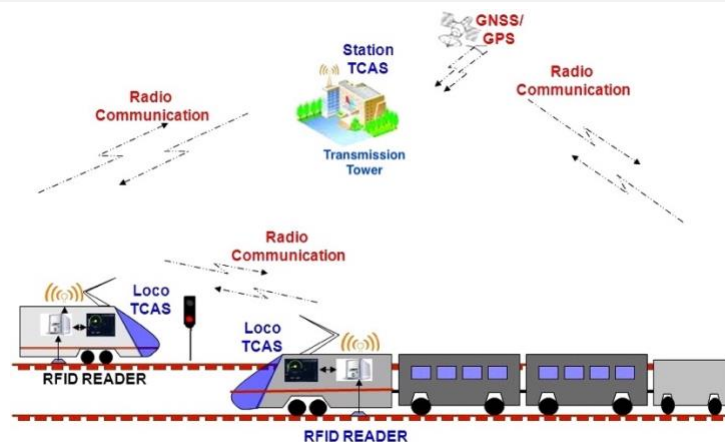 GNSS/
GPS
Station
TCAS
Radio
Communication
Radio
Communication
Transmission
Tower
Radio
Communication
Loco
TCAS
Loco
TCAS
RFID READER
RFID READER